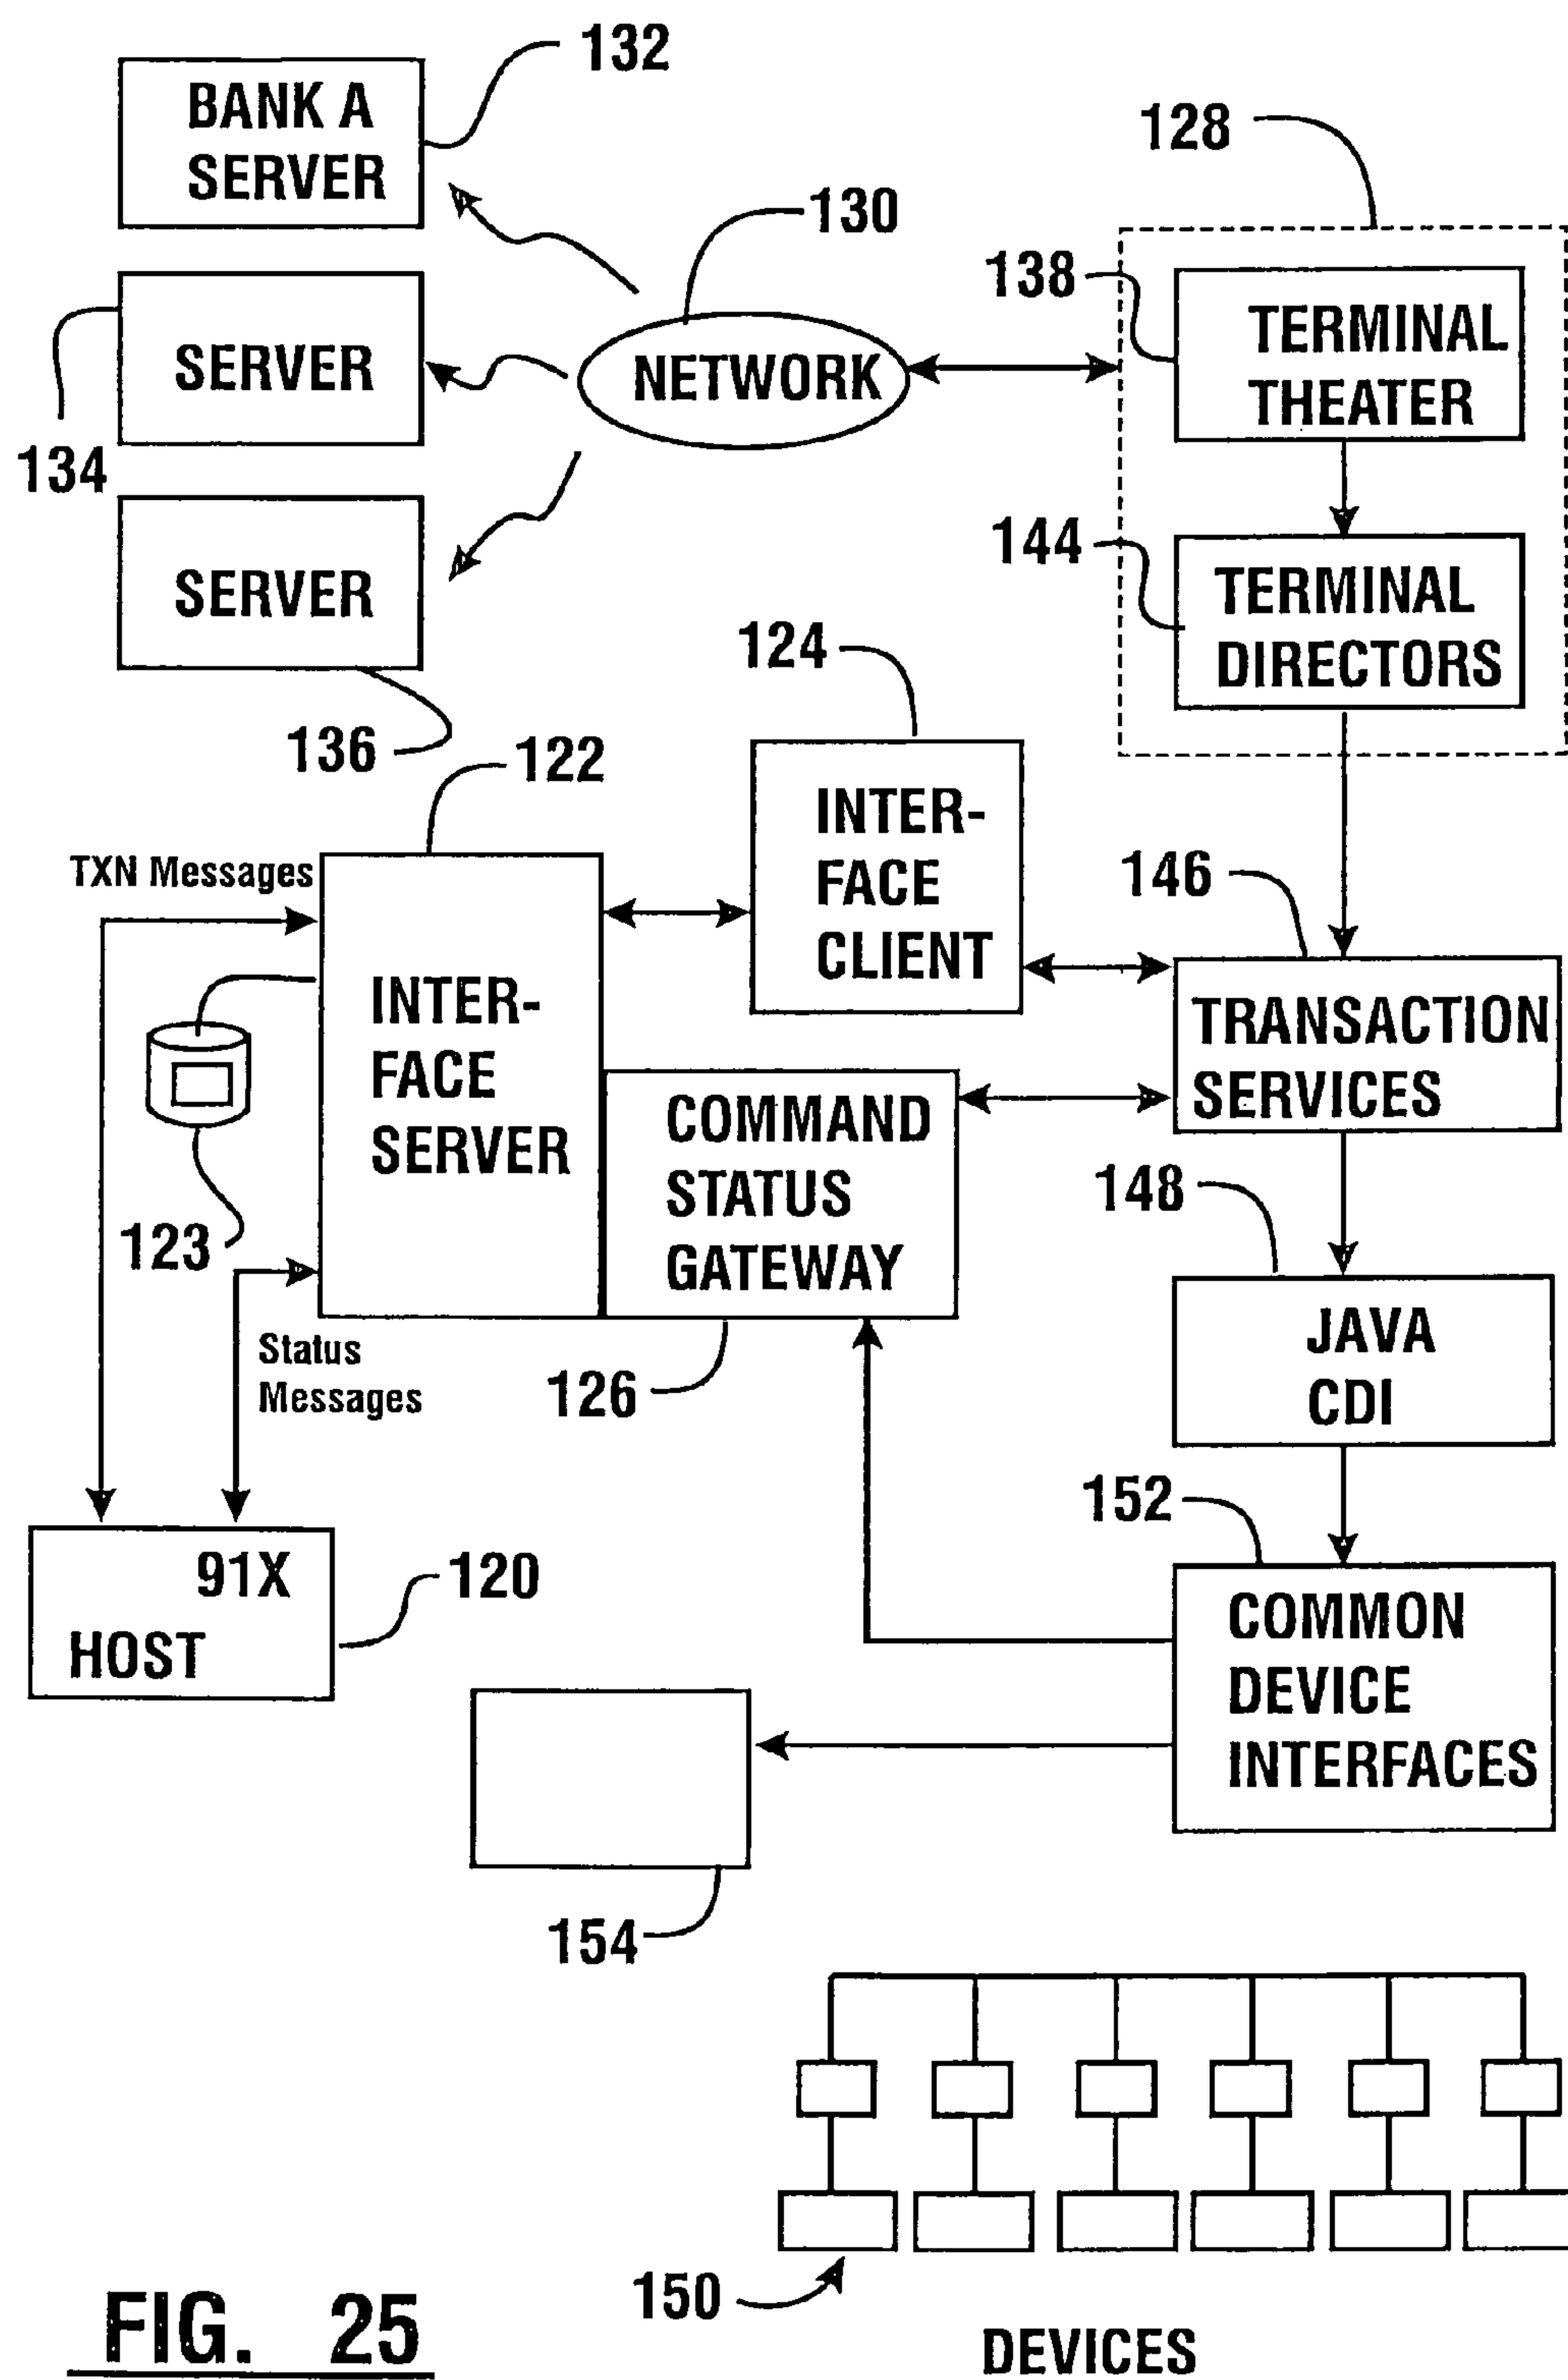 132
BANK A
SERVER
128
130
138
TERMINAL
THEATER
SERVER
NETWORK
134
144
TERMINAL
DIRECTORS
SERVER
124
136
122
INTER-
FACE
CLIENT
TXN Messages
146
INTER-
FACE
SERVER
TRANSACTION
SERVICES
COMMAND
STATUS
GATEWAY
148
123
Status
Messages
126
JAVA
CDI
152
91X
HOST
120
COMMON
DEVICE
INTERFACES
154
150
FIG. 25
DEVICES